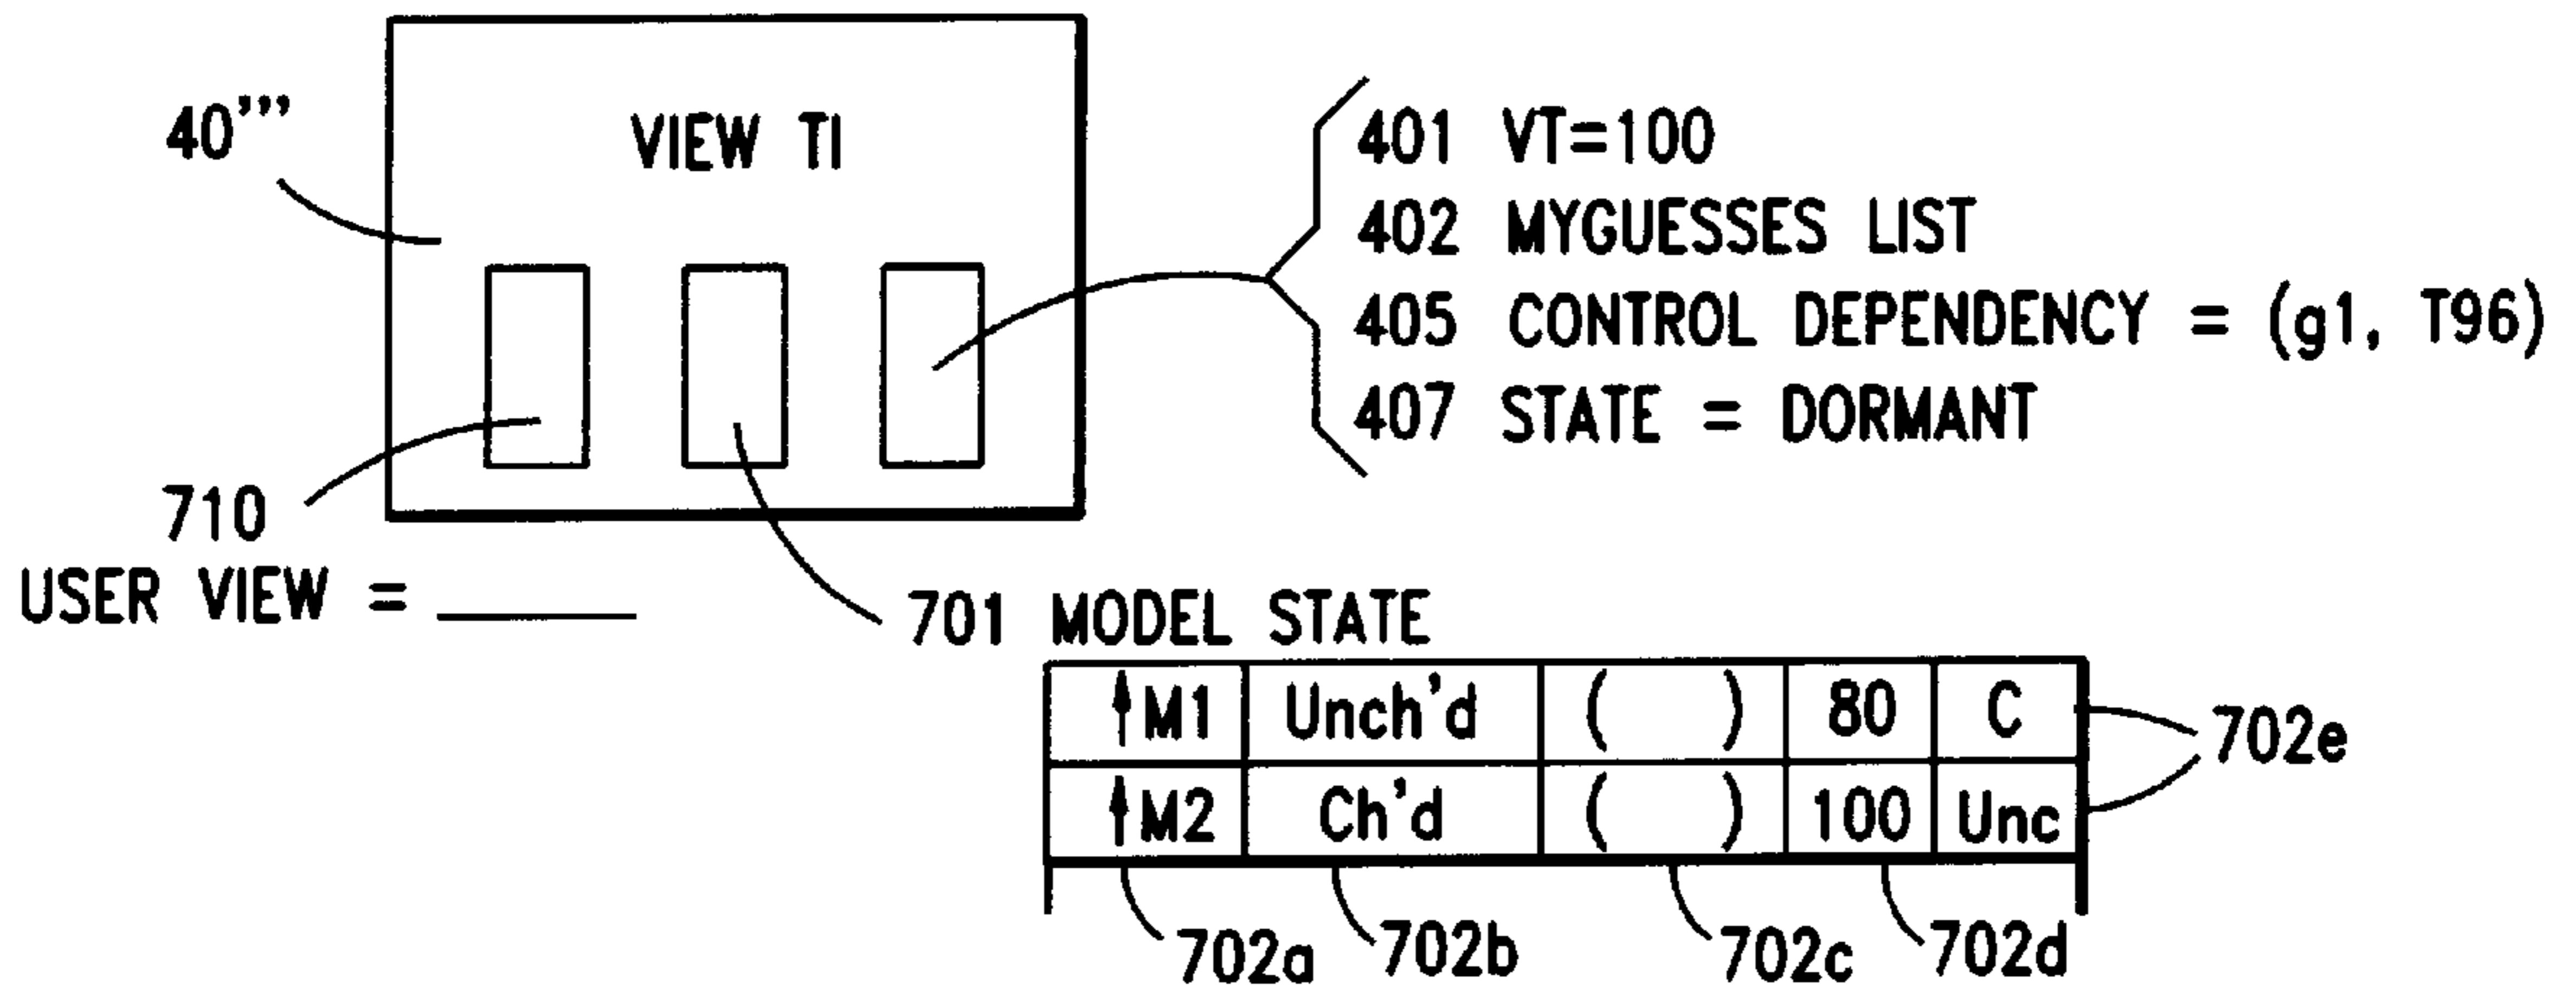 40'''
VIEW TI
401 VT=100
402 MYGUESSES LIST
405 CONTROL DEPENDENCY = (g1, T96)
407 STATE = DORMANT
710
USER VIEW = _____
701 MODEL STATE
↑M1 Unch'd ( ) 80 C
↑M2 Ch'd ( ) 100 Unc
702e
702a 702b 702c 702d